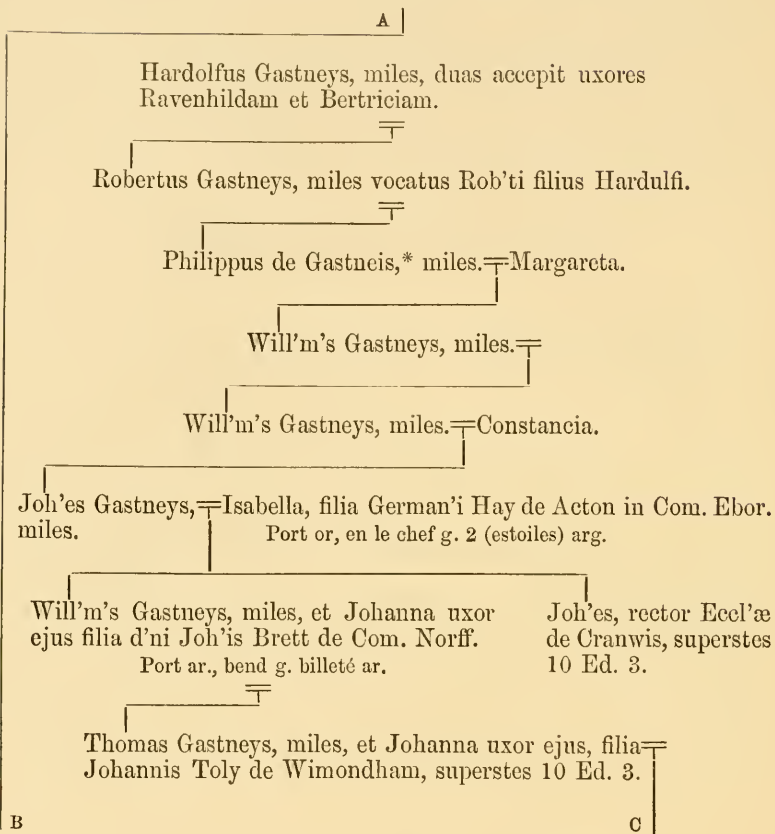 A
Hardolfus Gastneys, miles, duas accepit uxores
Ravenhildam et Bertriciam.
Robertus Gastneys, miles vocatus Rob'ti filius Hardulfi.
Philippus de Gastneis,* miles. Margareta.
Will'm's Gastneys, miles.
Will'm's Gastneys, miles. Constancia.
Joh'es Gastneys, Isabella, filia German'i Hay de Acton in Com. Ebor.
miles. Port or, en le chef g. 2 (estoiles) arg.
Will'm's Gastneys, miles, et Johanna uxor Joh'es, rector Eccl'æ
ejus filia d'ni Joh'is Brett de Com. Norff. de Cranwis, superstes
Port ar., bend g. billeté ar. 10 Ed. 3.
Thomas Gastneys, miles, et Johanna uxor ejus, filia
Johannis Toly de Wimondham, superstes 10 Ed. 3.
B C